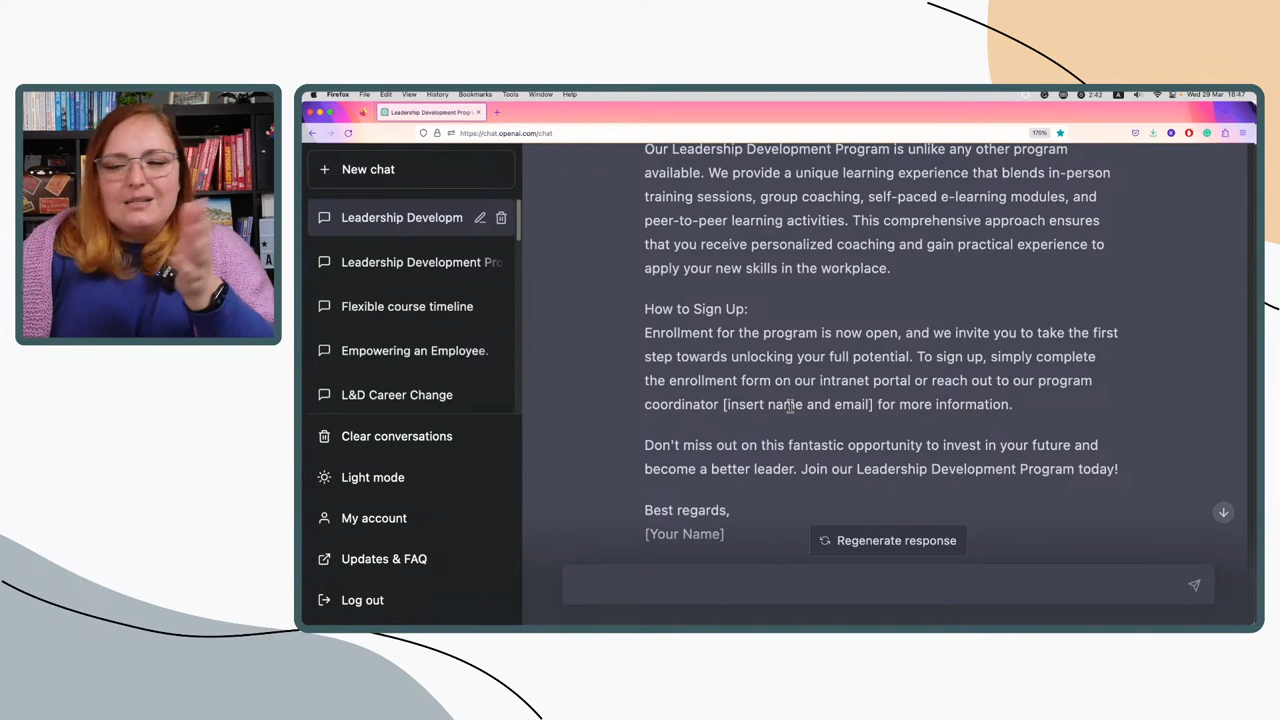 Firefox File Edit View History Bookmarks Tools Window Help
2:42 A Wed 29 Mar 16:47
Leadership Development Progr
https://chat.openai.com/chat
170%
New chat
Leadership Developm
Leadership Development Pro
Flexible course timeline
Empowering an Employee.
L&D Career Change
Clear conversations
Light mode
My account
Updates & FAQ
Log out
Our Leadership Development Program is unlike any other program
available. We provide a unique learning experience that blends in-person
training sessions, group coaching, self-paced e-learning modules, and
peer-to-peer learning activities. This comprehensive approach ensures
that you receive personalized coaching and gain practical experience to
apply your new skills in the workplace.
How to Sign Up:
Enrollment for the program is now open, and we invite you to take the first
step towards unlocking your full potential. To sign up, simply complete
the enrollment form on our intranet portal or reach out to our program
coordinator [insert name and email] for more information.
Don't miss out on this fantastic opportunity to invest in your future and
become a better leader. Join our Leadership Development Program today!
Best regards,
[Your Name]
Regenerate response